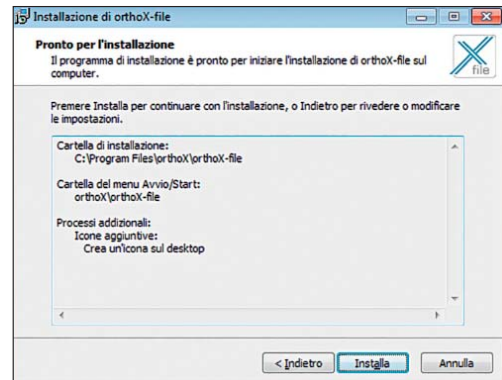 Installazione di orthoX-file
Pronto per l'installazione
Il programma di installazione è pronto per iniziare l'installazione di orthoX-file sul
computer.
file
Premere Installa per continuare con l'installazione, o Indietro per rivedere o modificare
le impostazioni.
Cartella di installazione:
C:\Program Files\orthoX\orthoX-file
Cartella del menu Avvio/Start:
orthoX\orthoX-file
Processi addizionali:
Icone aggiuntive:
Crea un'icona sul desktop
< Indietro
Installa
Annulla